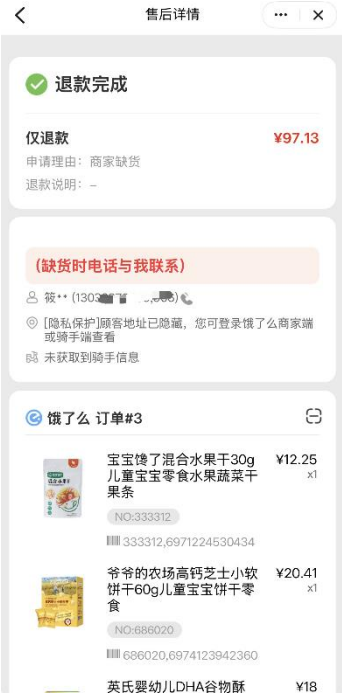 售后详情
退款完成
仅退款 ¥97.13
申请理由：商家缺货
退款说明：–
(缺货时电话与我联系)
筱** (1303
[隐私保护]顾客地址已隐藏，您可登录饿了么商家端
或骑手端查看
未获取到骑手信息
饿了么 订单#3
宝宝馋了混合水果干30g ¥12.25
儿童宝宝零食水果蔬菜干 x1
果条
NO:333312
333312,6971224530434
爷爷的农场高钙芝士小软 ¥20.41
饼干60g儿童宝宝饼干零 x1
食
NO:686020
686020,6974123942360
英氏婴幼儿DHA谷物酥 ¥18